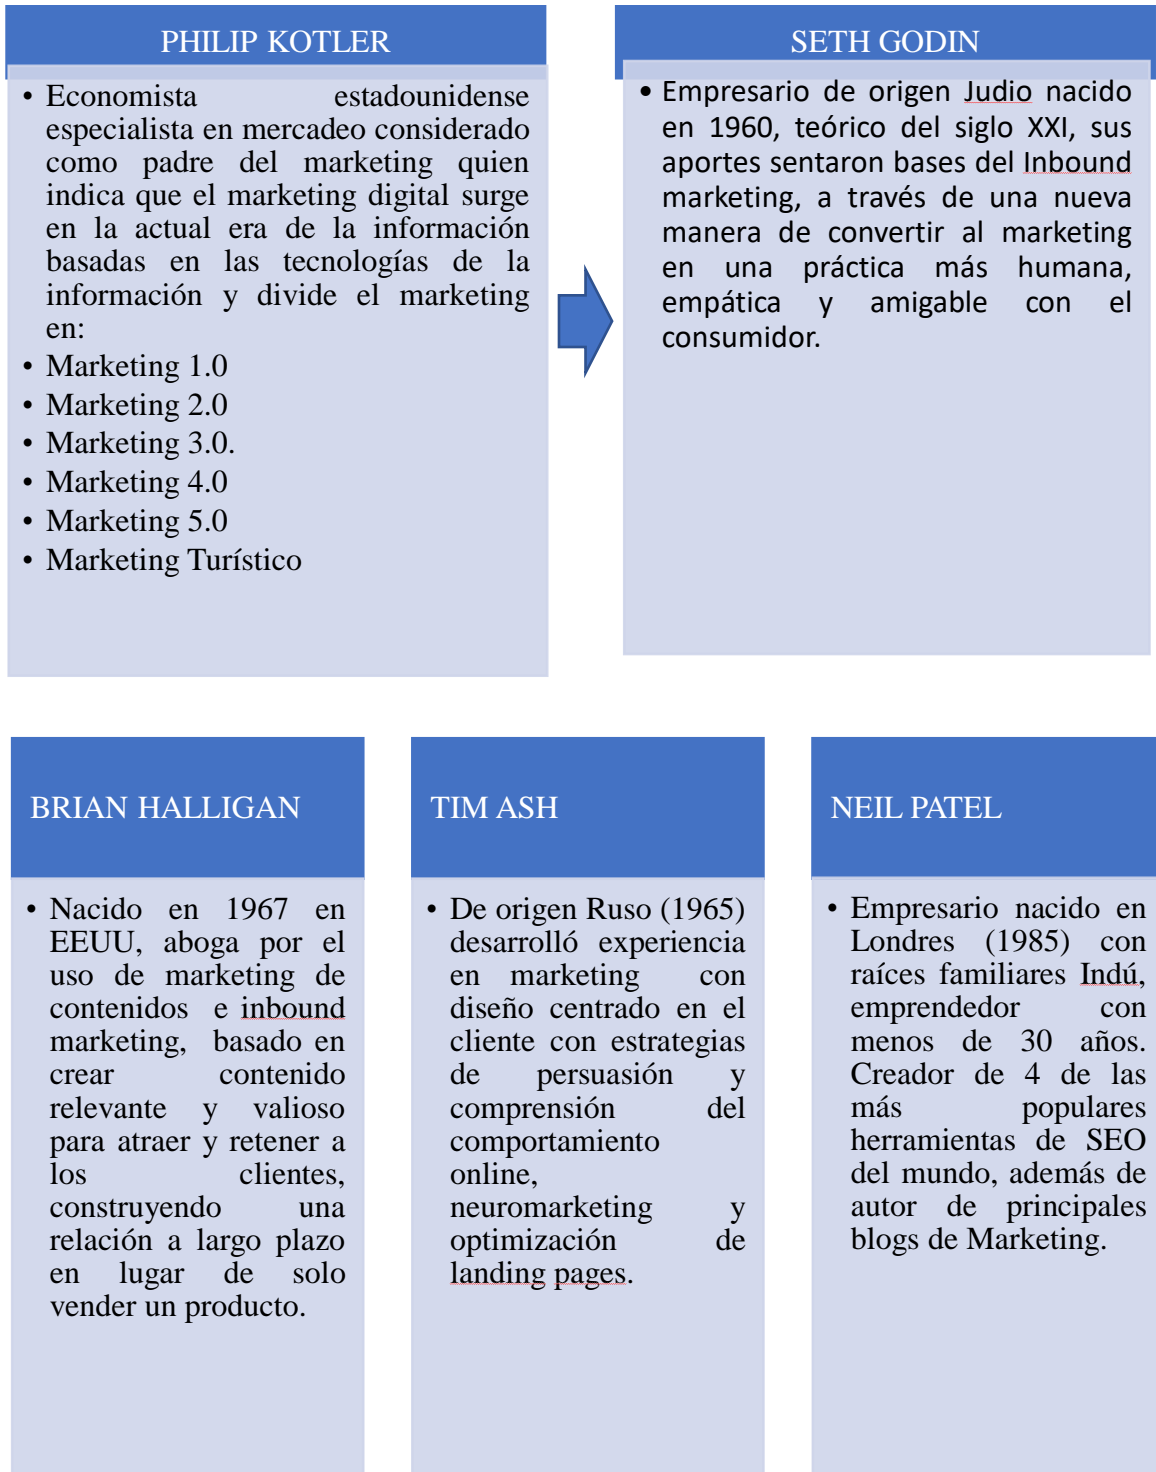 PHILIP KOTLER
• Economista estadounidense
especialista en mercadeo considerado
como padre del marketing quien
indica que el marketing digital surge
en la actual era de la información
basadas en las tecnologías de la
información y divide el marketing
en:
• Marketing 1.0
• Marketing 2.0
• Marketing 3.0.
• Marketing 4.0
• Marketing 5.0
• Marketing Turístico
SETH GODIN
• Empresario de origen Judio nacido
en 1960, teórico del siglo XXI, sus
aportes sentaron bases del Inbound
marketing, a través de una nueva
manera de convertir al marketing
en una práctica más humana,
empática y amigable con el
consumidor.
BRIAN HALLIGAN
• Nacido en 1967 en
EEUU, aboga por el
uso de marketing de
contenidos e inbound
marketing, basado en
crear contenido
relevante y valioso
para atraer y retener a
los clientes,
construyendo una
relación a largo plazo
en lugar de solo
vender un producto.
TIM ASH
• De origen Ruso (1965)
desarrolló experiencia
en marketing con
diseño centrado en el
cliente con estrategias
de persuasión y
comprensión del
comportamiento
online,
neuromarketing y
optimización de
landing pages.
NEIL PATEL
• Empresario nacido en
Londres (1985) con
raíces familiares Indú,
emprendedor con
menos de 30 años.
Creador de 4 de las
más populares
herramientas de SEO
del mundo, además de
autor de principales
blogs de Marketing.